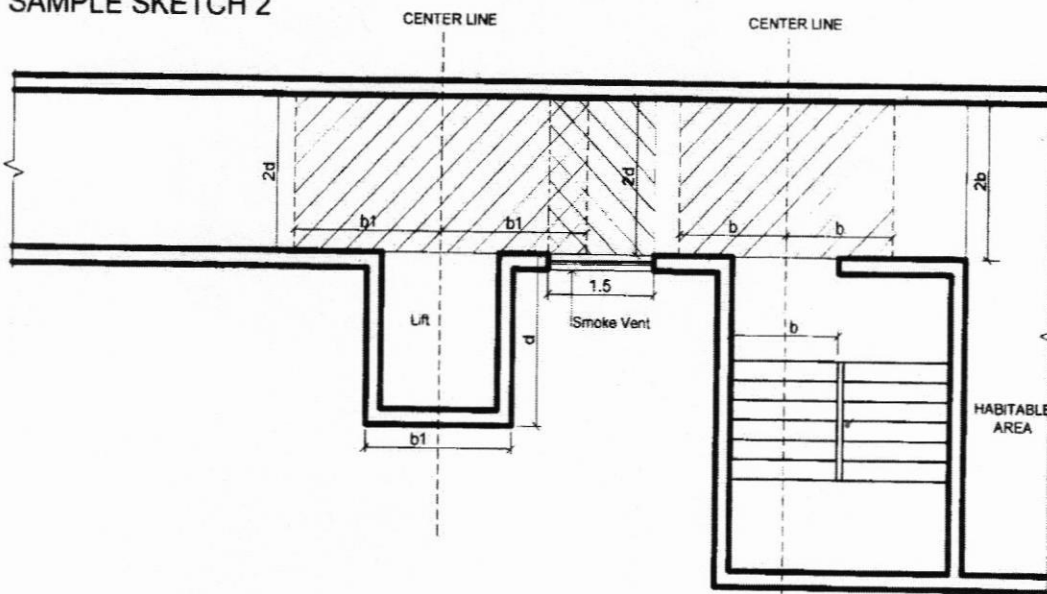 SAMPLE SKETCH 2
CENTER LINE
CENTER LINE
2d
2d
2b
b1
b1
b
b
1.5
Lift
Smoke Vent
d
b
b1
HABITABLE
AREA